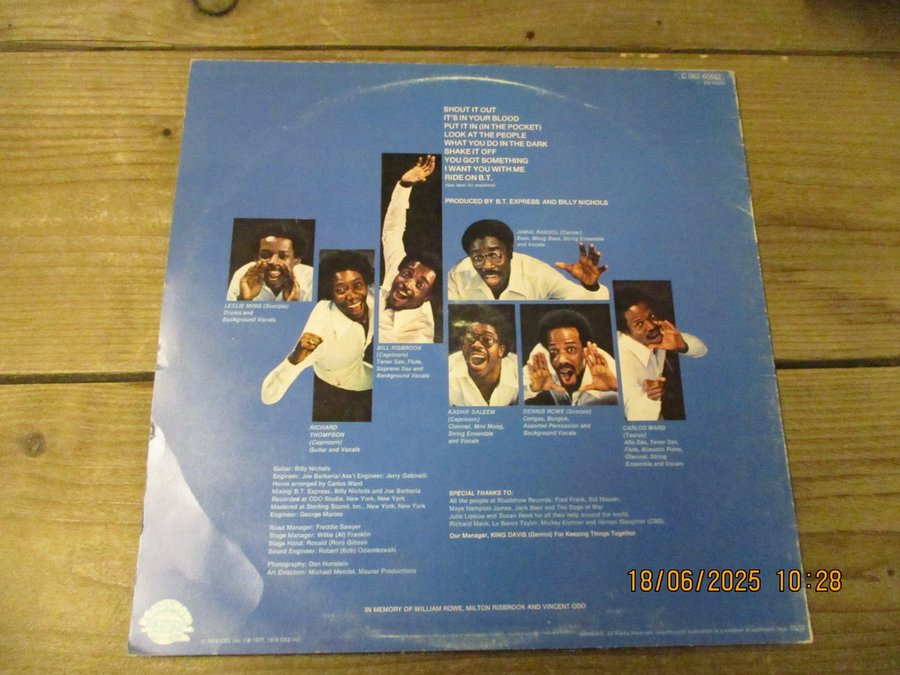 C 062-60562
SHOUT IT OUT
IT'S IN YOUR BLOOD
PUT IT IN (IN THE POCKET)
LOOK AT THE PEOPLE
WHAT YOU DO IN THE DARK
SHAKE IT OFF
YOU GOT SOMETHING
I WANT YOU WITH ME
RIDE ON B.T.
(See label for sequence)
PRODUCED BY B.T. EXPRESS AND BILLY NICHOLS
JAMAL RASOOL (Cancer)
Bass, Moog Bass, String Ensemble
and Vocals
LESLIE MING (Scorpio)
Drums and
Background Vocals
BILL RISBROOK
(Capricorn)
Tenor Sax, Flute,
Soprano Sax and
Background Vocals
KASHIF SALEEM
(Capricorn)
Clavinet, Mini Moog,
String Ensemble
and Vocals
DENNIS ROWE (Scorpio)
Congas, Bongos,
Assorted Percussion and
Background Vocals
RICHARD
THOMPSON
(Capricorn)
Guitar and Vocals
CARLOS WARD
(Taurus)
Alto Sax, Tenor Sax,
Flute, Acoustic Piano,
Clavinet, String
Ensemble and Vocals
Guitar: Billy Nichols
Engineer: Joe Barbaria/Ass't Engineer: Jerry Gabinelli
Horns arranged by Carlos Ward
Mixing: B.T. Express, Billy Nichols and Joe Barbaria
Recorded at ODO Studio, New York, New York
Mastered at Sterling Sound, Inc., New York, New York
Engineer: George Marino
Road Manager: Freddie Sawyer
Stage Manager: Willie (Al) Franklin
Stage Hand: Ronald (Ron) Gibson
Sound Engineer: Robert (Bob) Oziemkowski
Photography: Don Hunstein
Art Direction: Michael Mendel, Maurer Productions
SPECIAL THANKS TO:
All the people at Roadshow Records: Fred Frank, Sid Maurer,
Maye Hampton James, Jack Beer and The Dogs of War
Julie Lipsius and Susan Reed for all their help around the world.
Richard Mack, Le Baron Taylor, Mickey Eichner and Vernon Slaughter (CBS).
Our Manager, KING DAVIS (Gemini) For Keeping Things Together
IN MEMORY OF WILLIAM ROWE, MILTON RISBROOK AND VINCENT ODO
18/06/2025 10:28